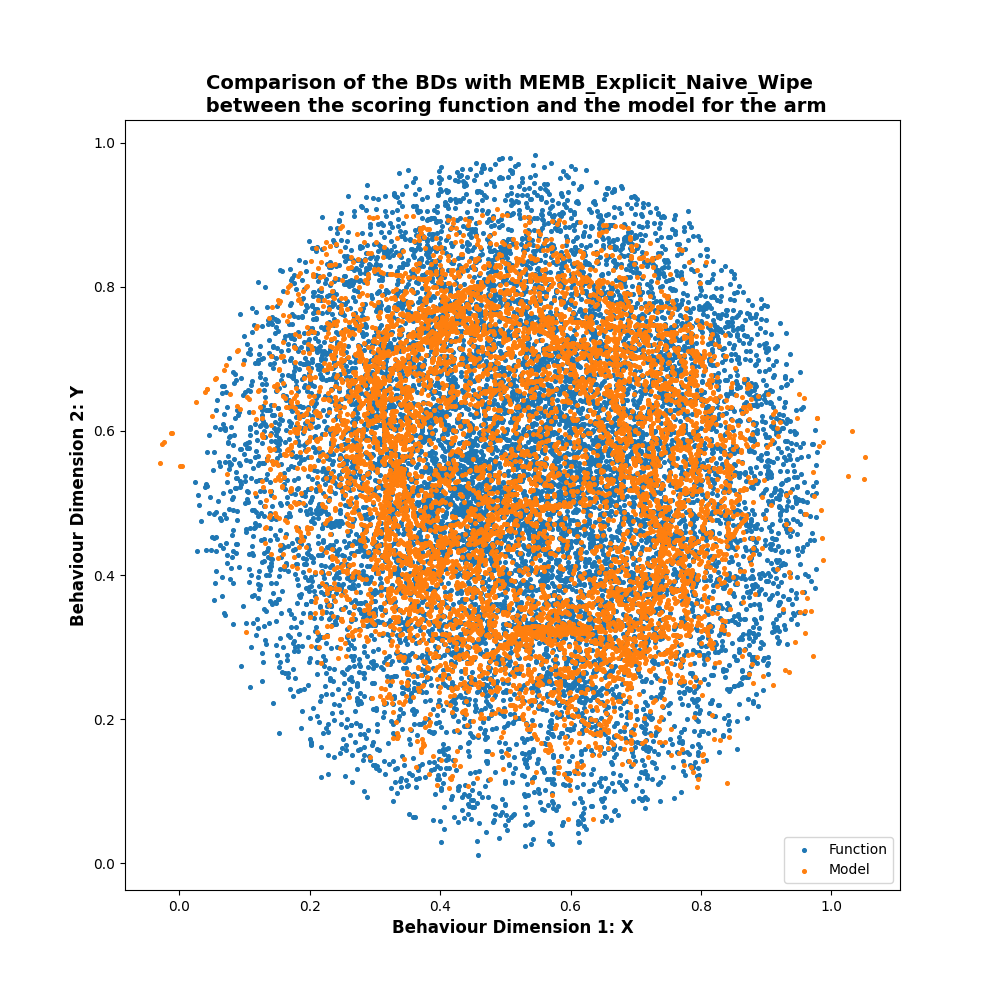 Comparison of the BDs with MEMB_Explicit_Naive_Wipe
between the scoring function and the model for the arm
1.0
0.8
0.6
0.4
0.2
0.0
Behaviour Dimension 2: Y
0.0 0.2 0.4 0.6 0.8 1.0
Behaviour Dimension 1: X
Function
Model